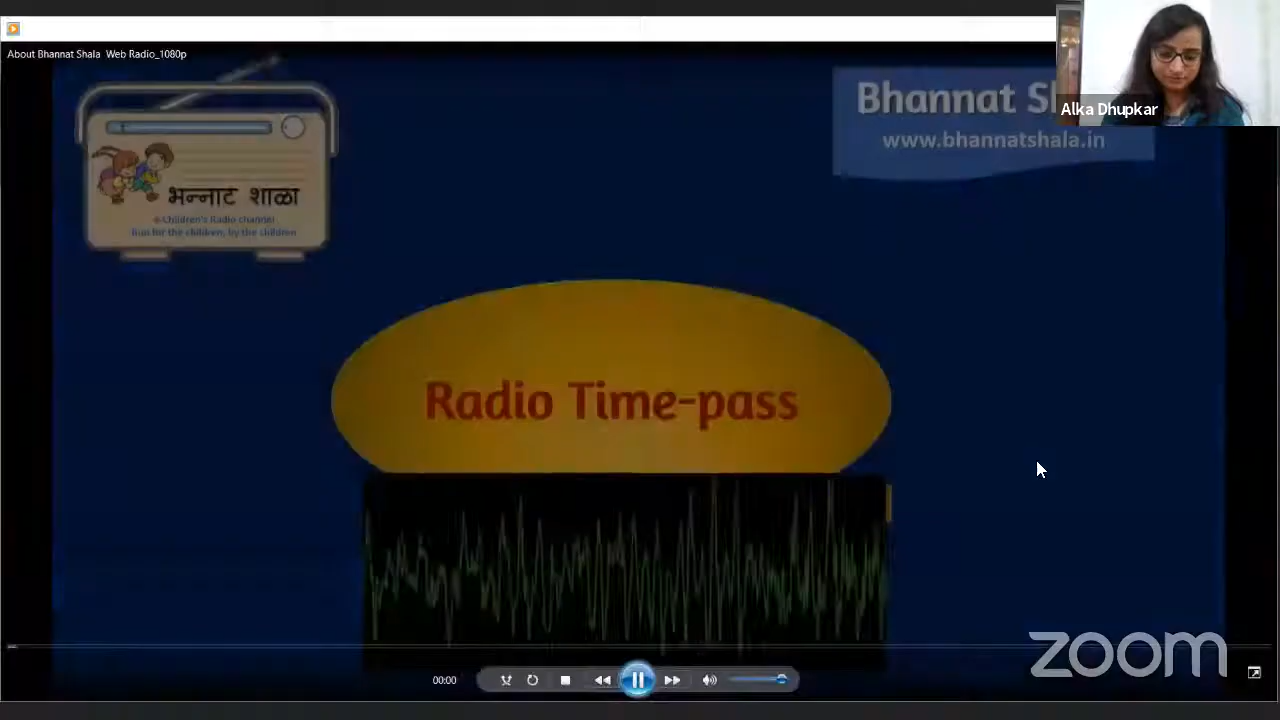 About Bhannat Shala Web Radio_1080p
Bhannat
Alka Dhupkar
www.bhannatshala.in
भन्नाट शाळा
Children's Radio channel
Run for the children, by the children
Radio Time-pass
zoom
00:00